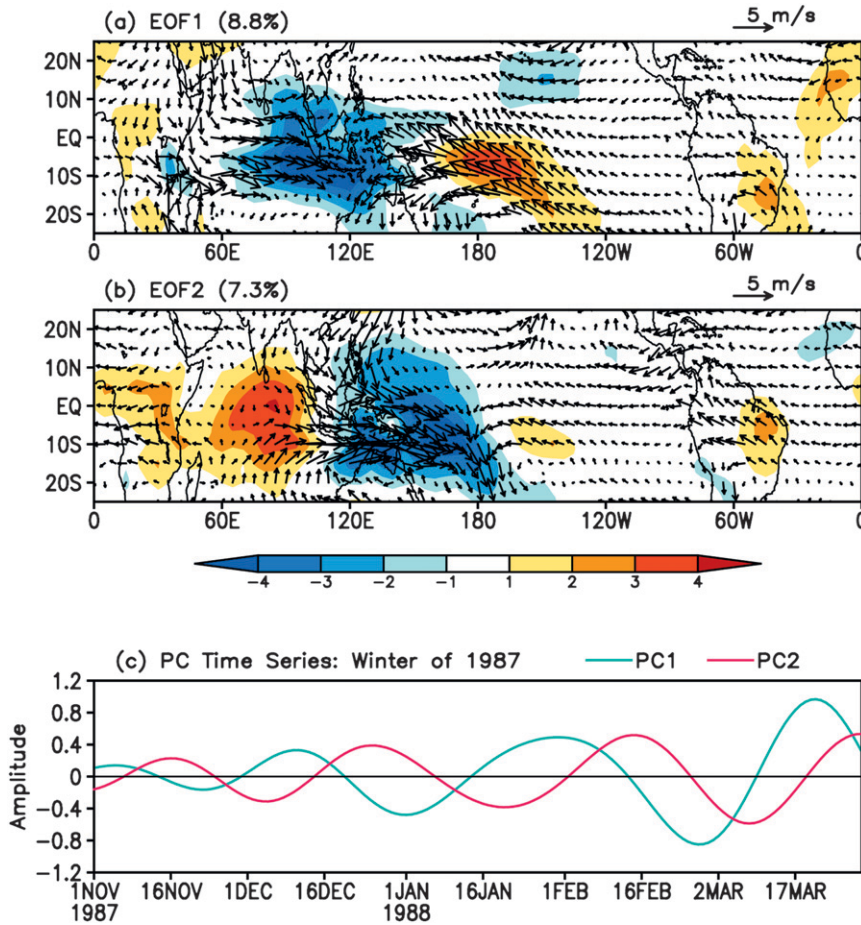 (a) EOF1 (8.8%) 5 m/s
20N
10N
EQ
10S
20S
0 60E 120E 180 120W 60W 0
(b) EOF2 (7.3%) 5 m/s
20N
10N
EQ
10S
20S
0 60E 120E 180 120W 60W 0
-4 -3 -2 -1 1 2 3 4
(c) PC Time Series: Winter of 1987 PC1 PC2
1.2
0.8
0.4
0
-0.4
-0.8
-1.2
Amplitude
1NOV 16NOV 1DEC 16DEC 1JAN 16JAN 1FEB 16FEB 2MAR 17MAR
1987 1988